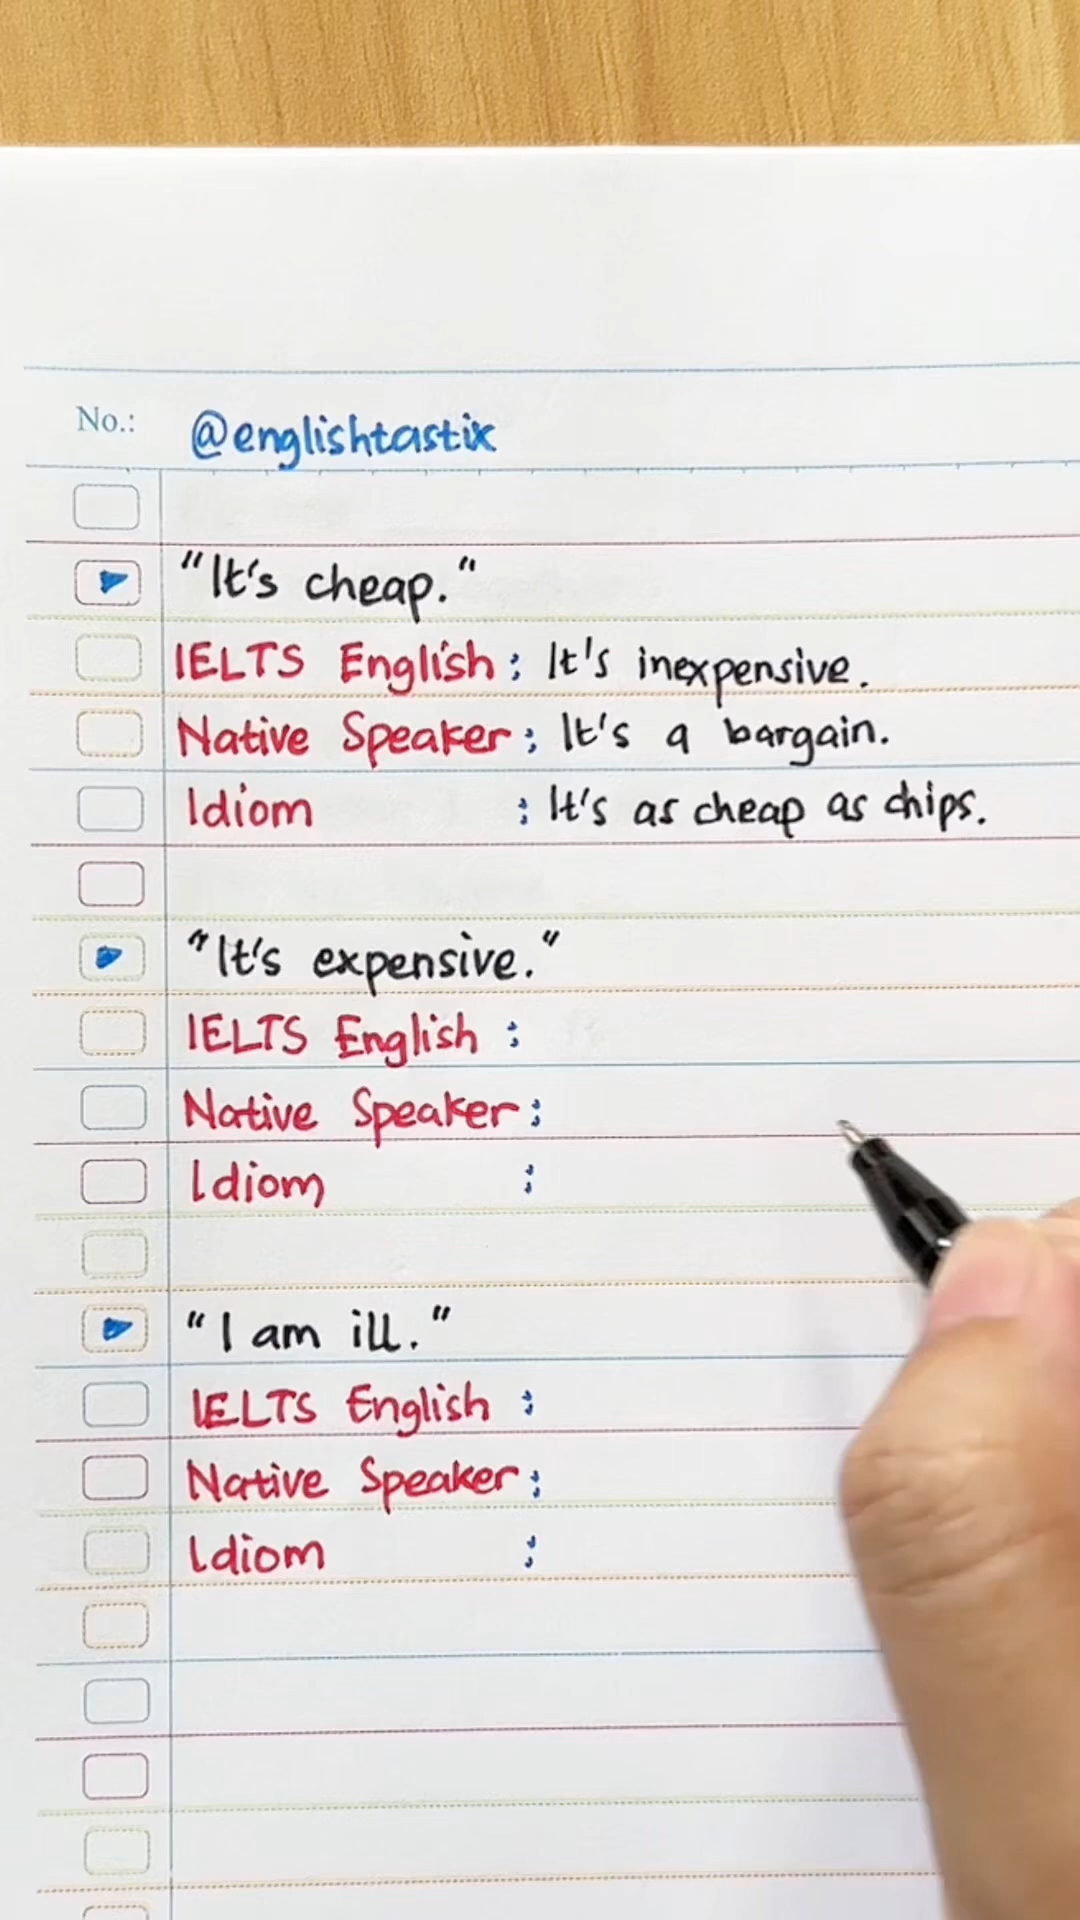 No.: @englishtastix
"It's cheap."
IELTS English : It's inexpensive.
Native Speaker : It's a bargain.
Idiom : It's as cheap as chips.
"It's expensive."
IELTS English :
Native Speaker :
Idiom :
"I am ill."
IELTS English :
Native Speaker :
Idiom :